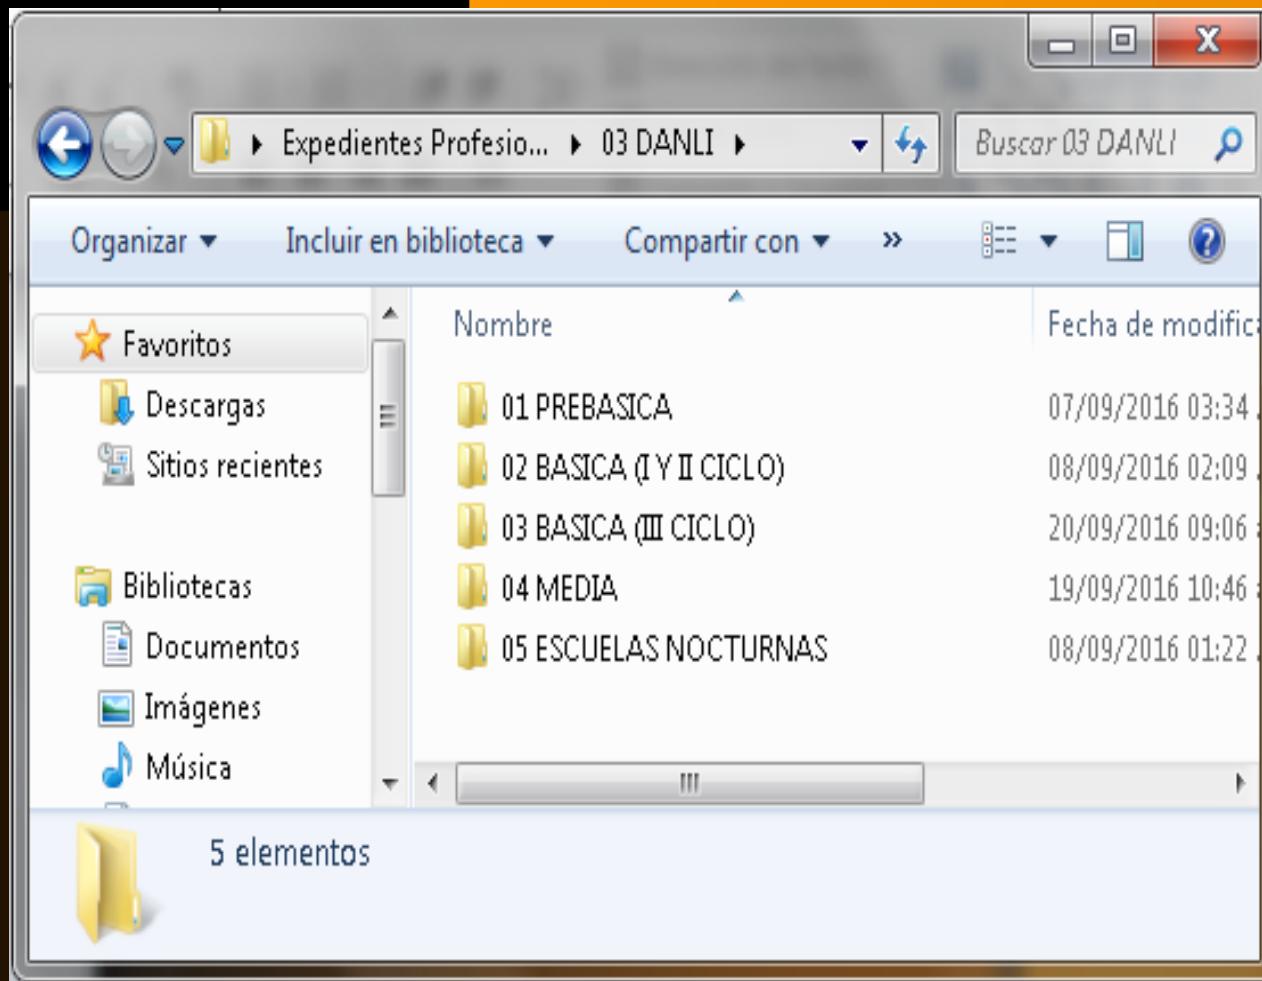 Expedientes Profesio... 03 DANLI
Buscar 03 DANLI
Organizar Incluir en biblioteca Compartir con »
Nombre Fecha de modifica
Favoritos
Descargas
Sitios recientes
Bibliotecas
Documentos
Imágenes
Música
01 PREBASICA 07/09/2016 03:34
02 BASICA (I Y II CICLO) 08/09/2016 02:09
03 BASICA (III CICLO) 20/09/2016 09:06
04 MEDIA 19/09/2016 10:46
05 ESCUELAS NOCTURNAS 08/09/2016 01:22
5 elementos